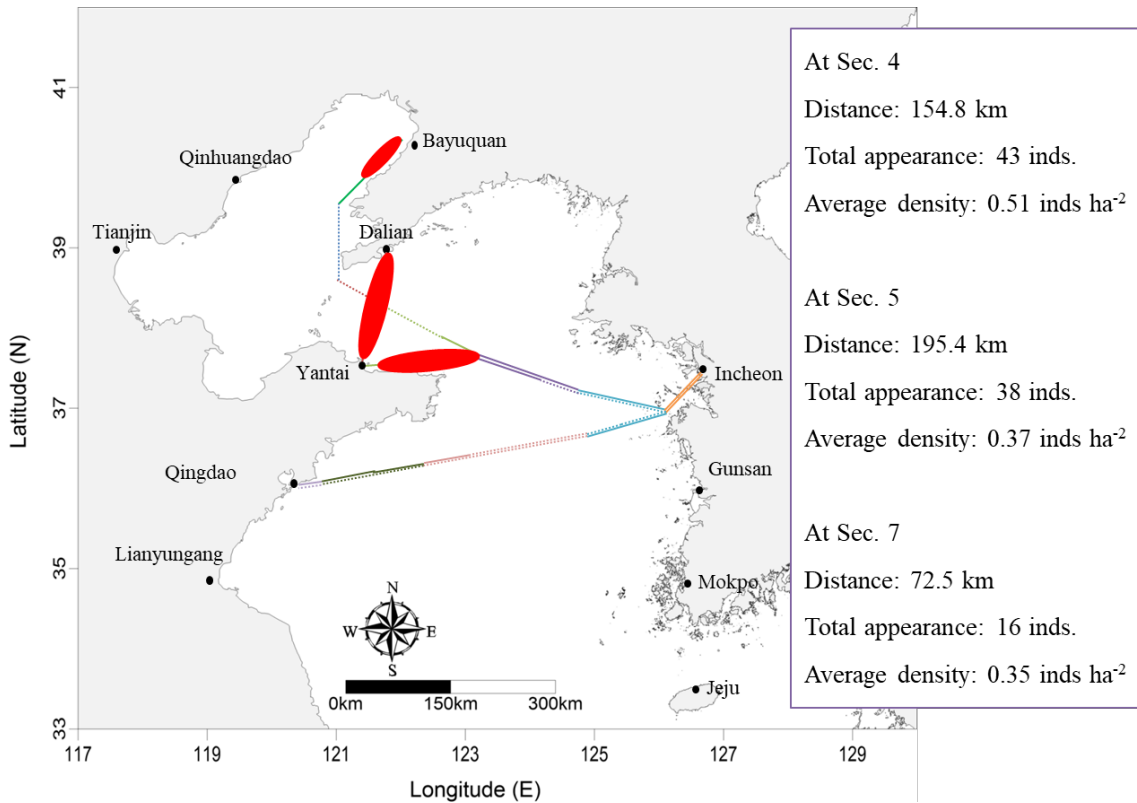 At Sec. 4
Distance: 154.8 km
Total appearance: 43 inds.
Average density: 0.51 inds ha-2
At Sec. 5
Distance: 195.4 km
Total appearance: 38 inds.
Average density: 0.37 inds ha-2
At Sec. 7
Distance: 72.5 km
Total appearance: 16 inds.
Average density: 0.35 inds ha-2
41
39
37
35
33
Latitude (N)
Bayuquan
Qinhuangdao
Tianjin
Dalian
Yantai
Incheon
Qingdao
Gunsan
Lianyungang
Mokpo
Jeju
N
W E
S
0km 150km 300km
117 119 121 123 125 127 129
Longitude (E)